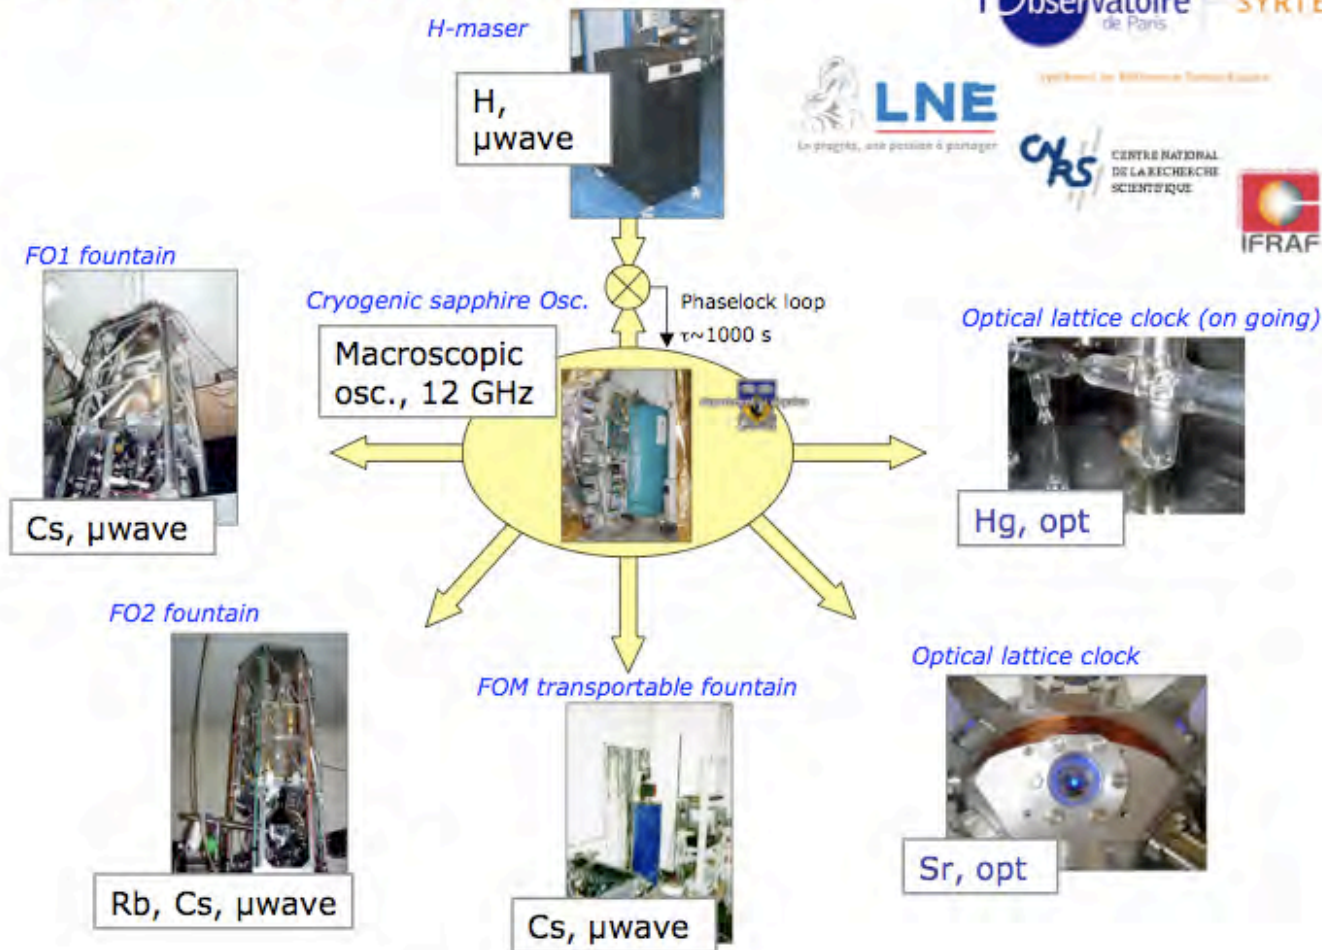 l'Observatoire
de Paris
SYRTE
H-maser
H,
μwave
LNE
Le progrès, une passion à partager
CNRS
CENTRE NATIONAL
DE LA RECHERCHE
SCIENTIFIQUE
IFRAF
FO1 fountain
Cryogenic sapphire Osc.
Phaselock loop
τ~1000 s
Optical lattice clock (on going)
Macroscopic
osc., 12 GHz
Cs, μwave
Hg, opt
FO2 fountain
Optical lattice clock
FOM transportable fountain
Sr, opt
Rb, Cs, μwave
Cs, μwave